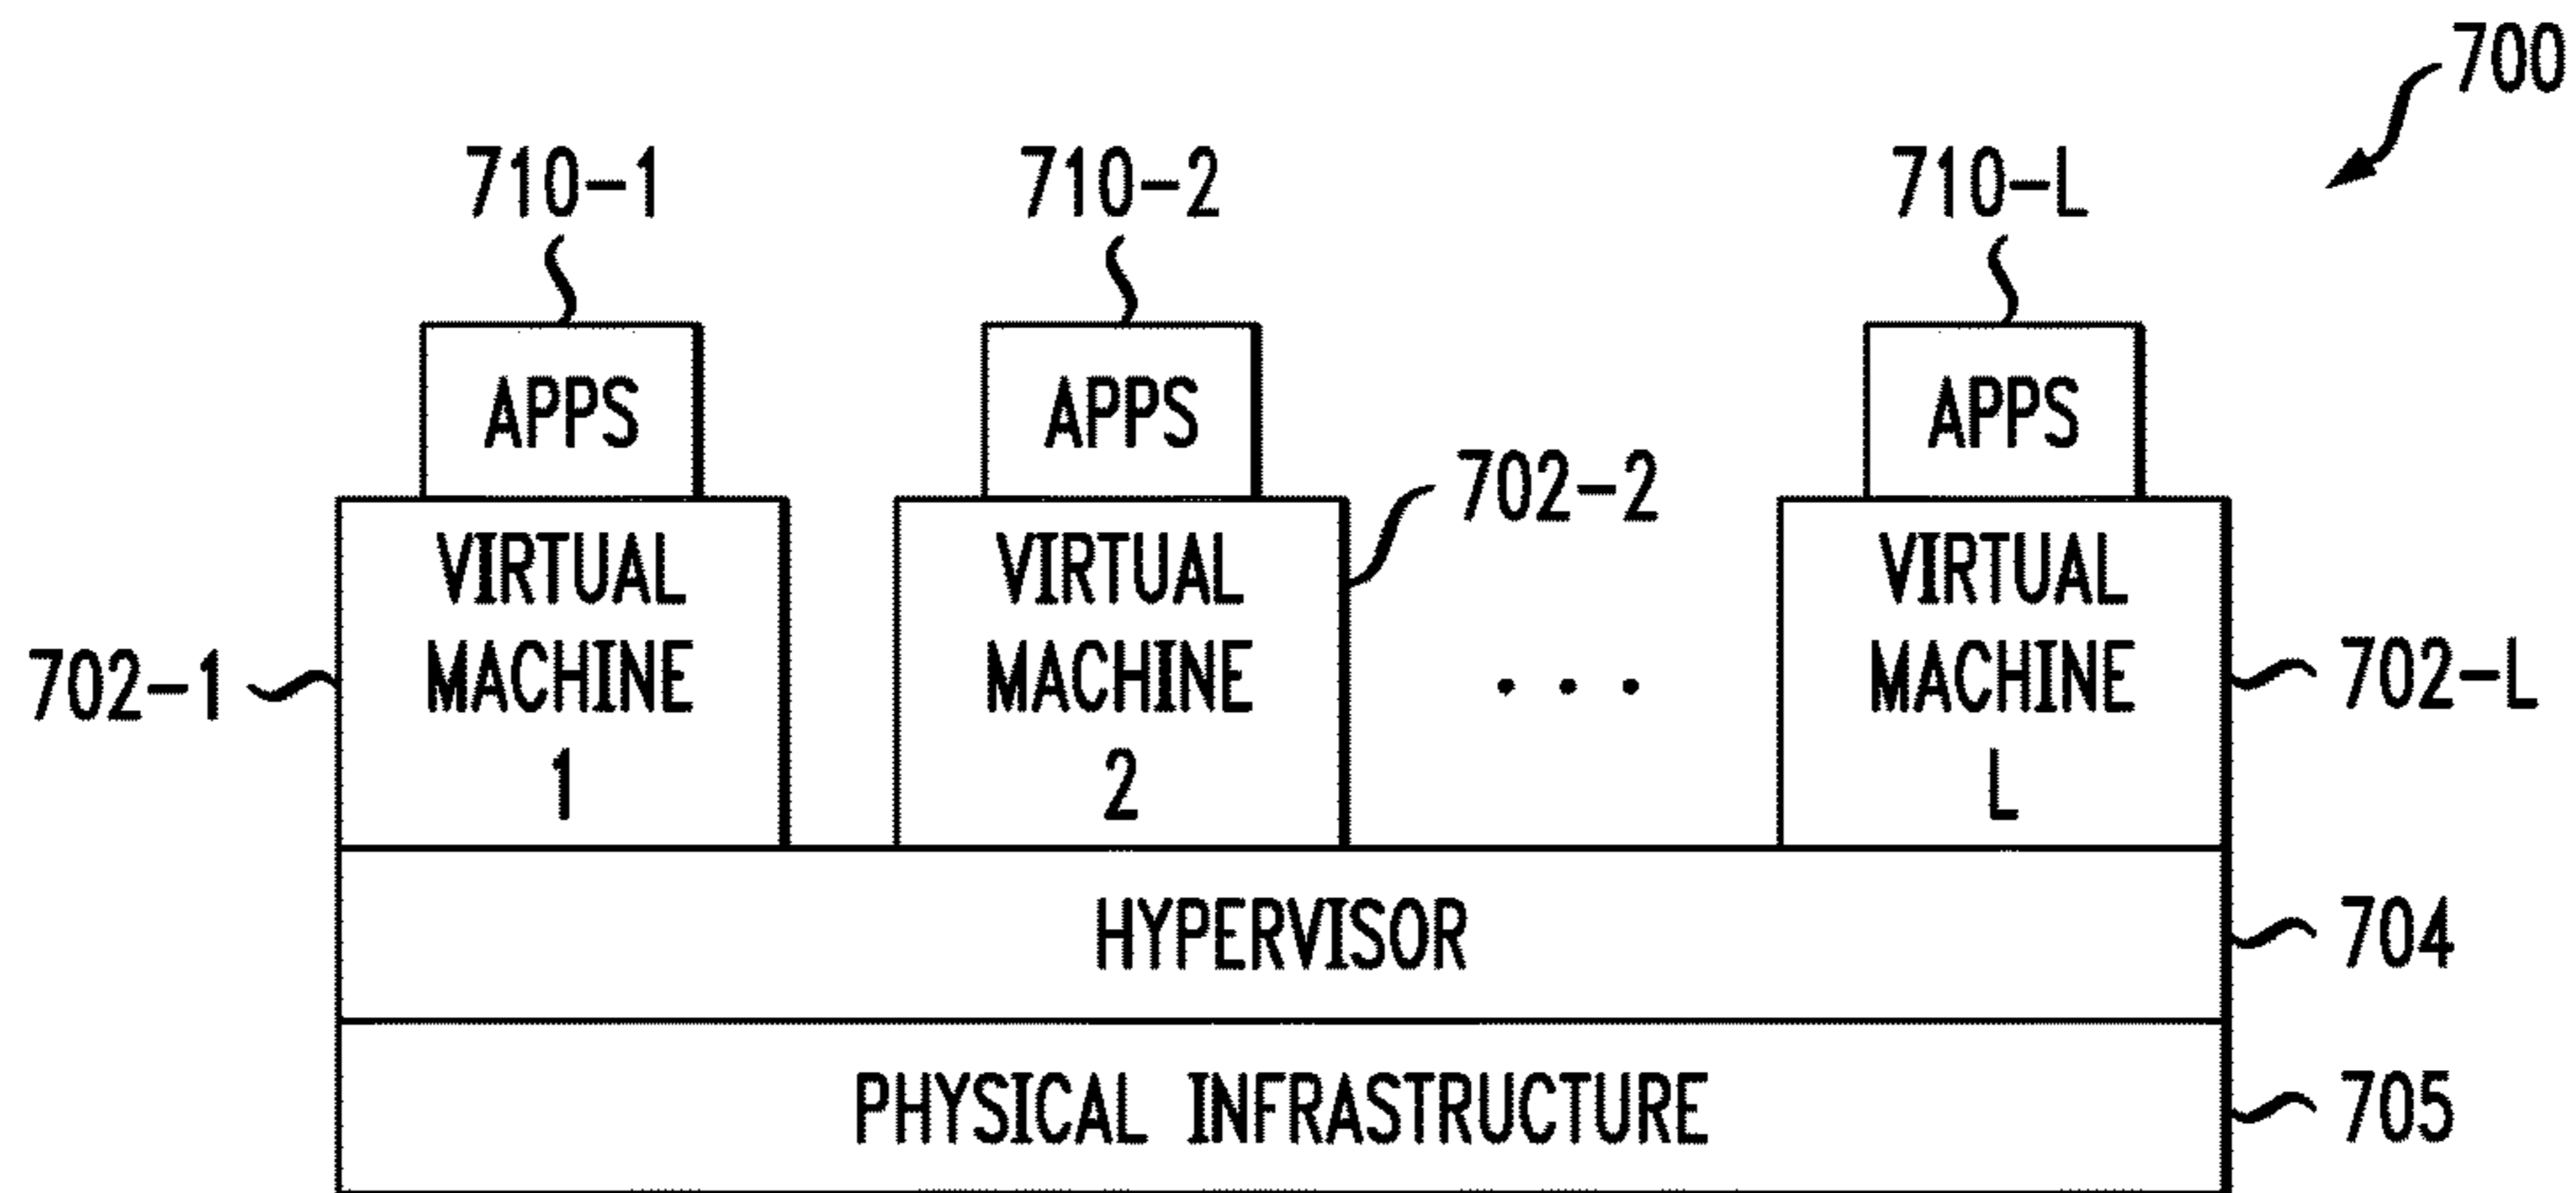 700
710-1 710-2 710-L
APPS APPS APPS
702-2
VIRTUAL VIRTUAL VIRTUAL
702-1 MACHINE MACHINE . . . MACHINE 702-L
1 2 L
HYPERVISOR 704
PHYSICAL INFRASTRUCTURE 705